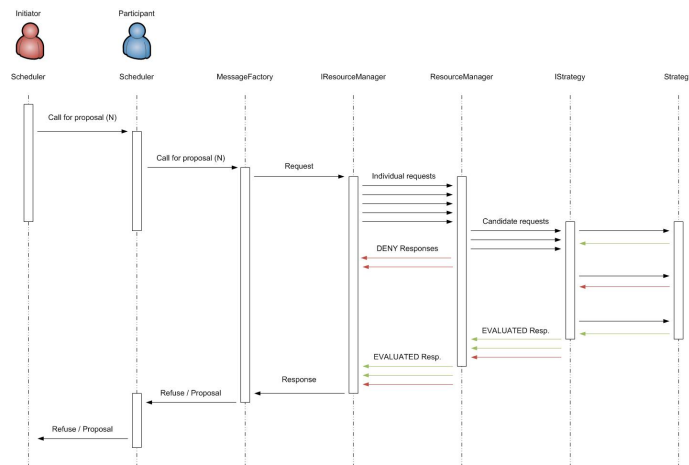 Initiator
Participant
Scheduler
Scheduler
MessageFactory
IResourceManager
ResourceManager
IStrategy
Strateg
Call for proposal (N)
Call for proposal (N)
Request
Individual requests
Candidate requests
DENY Responses
EVALUATED Resp.
EVALUATED Resp.
Response
Refuse / Proposal
Refuse / Proposal